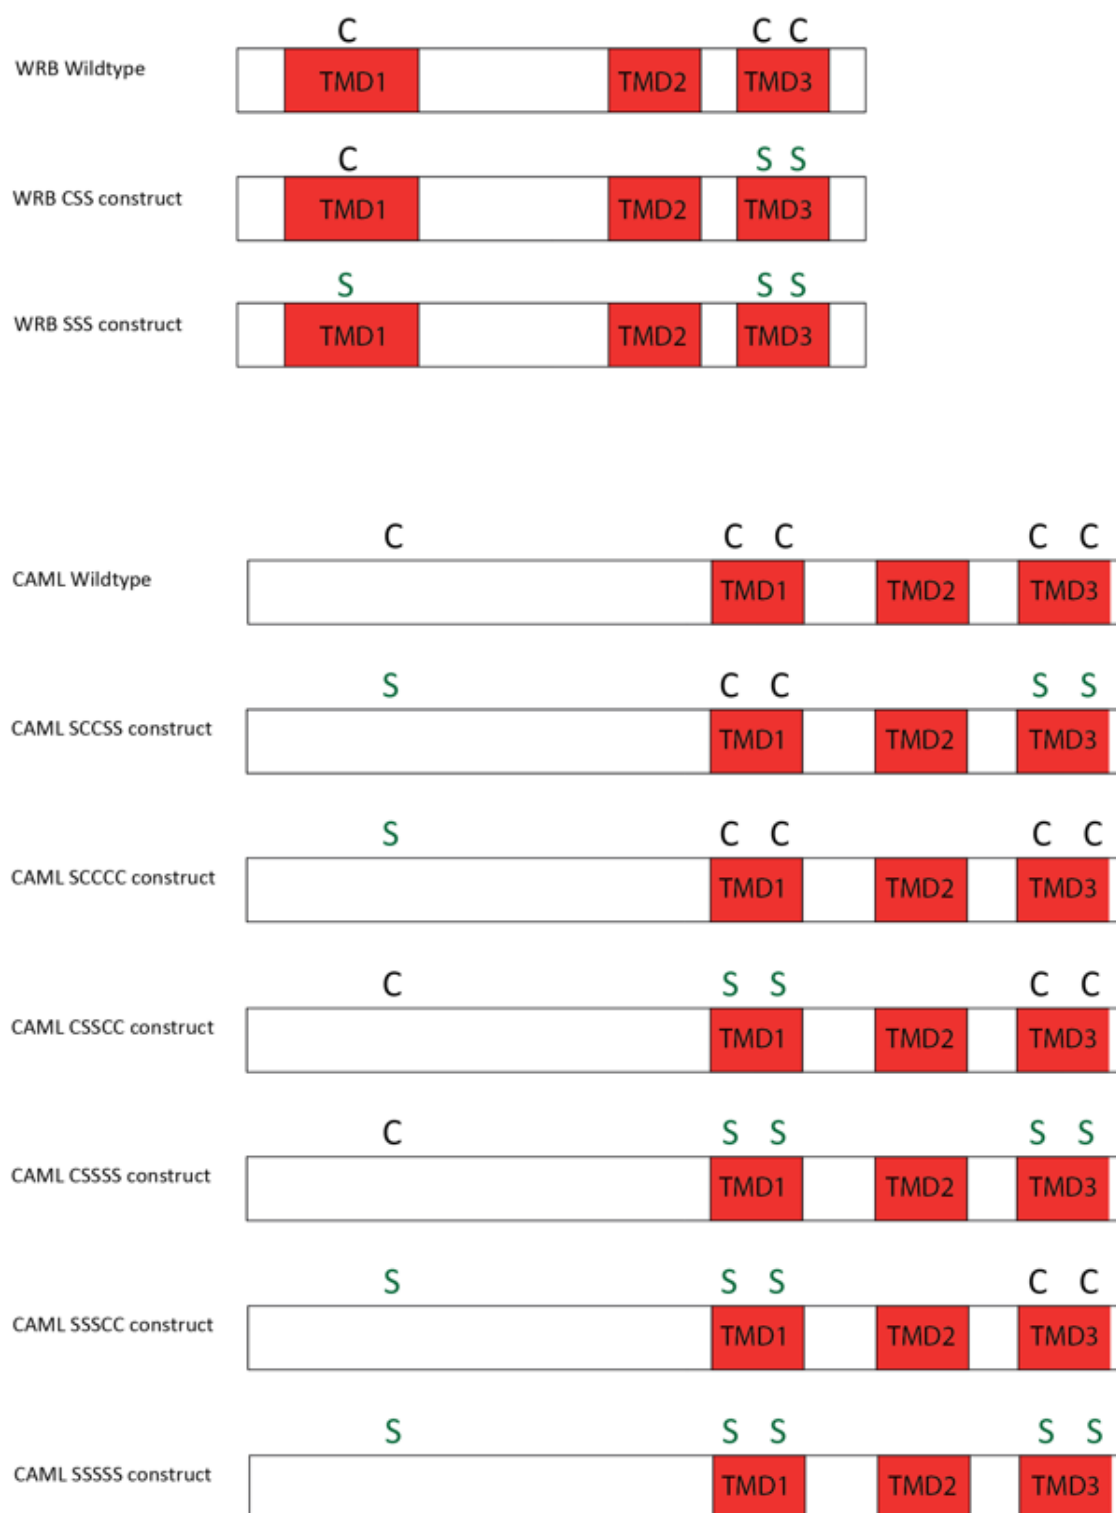 C C C
WRB Wildtype TMD1 TMD2 TMD3
C S S
WRB CSS construct TMD1 TMD2 TMD3
S S S
WRB SSS construct TMD1 TMD2 TMD3
C C C C C
CAML Wildtype TMD1 TMD2 TMD3
S C C S S
CAML SCCSS construct TMD1 TMD2 TMD3
S C C C C
CAML SCCCC construct TMD1 TMD2 TMD3
C S S C C
CAML CSSCC construct TMD1 TMD2 TMD3
C S S S S
CAML CSSSS construct TMD1 TMD2 TMD3
S S S C C
CAML SSSCC construct TMD1 TMD2 TMD3
S S S S S
CAML SSSSS construct TMD1 TMD2 TMD3